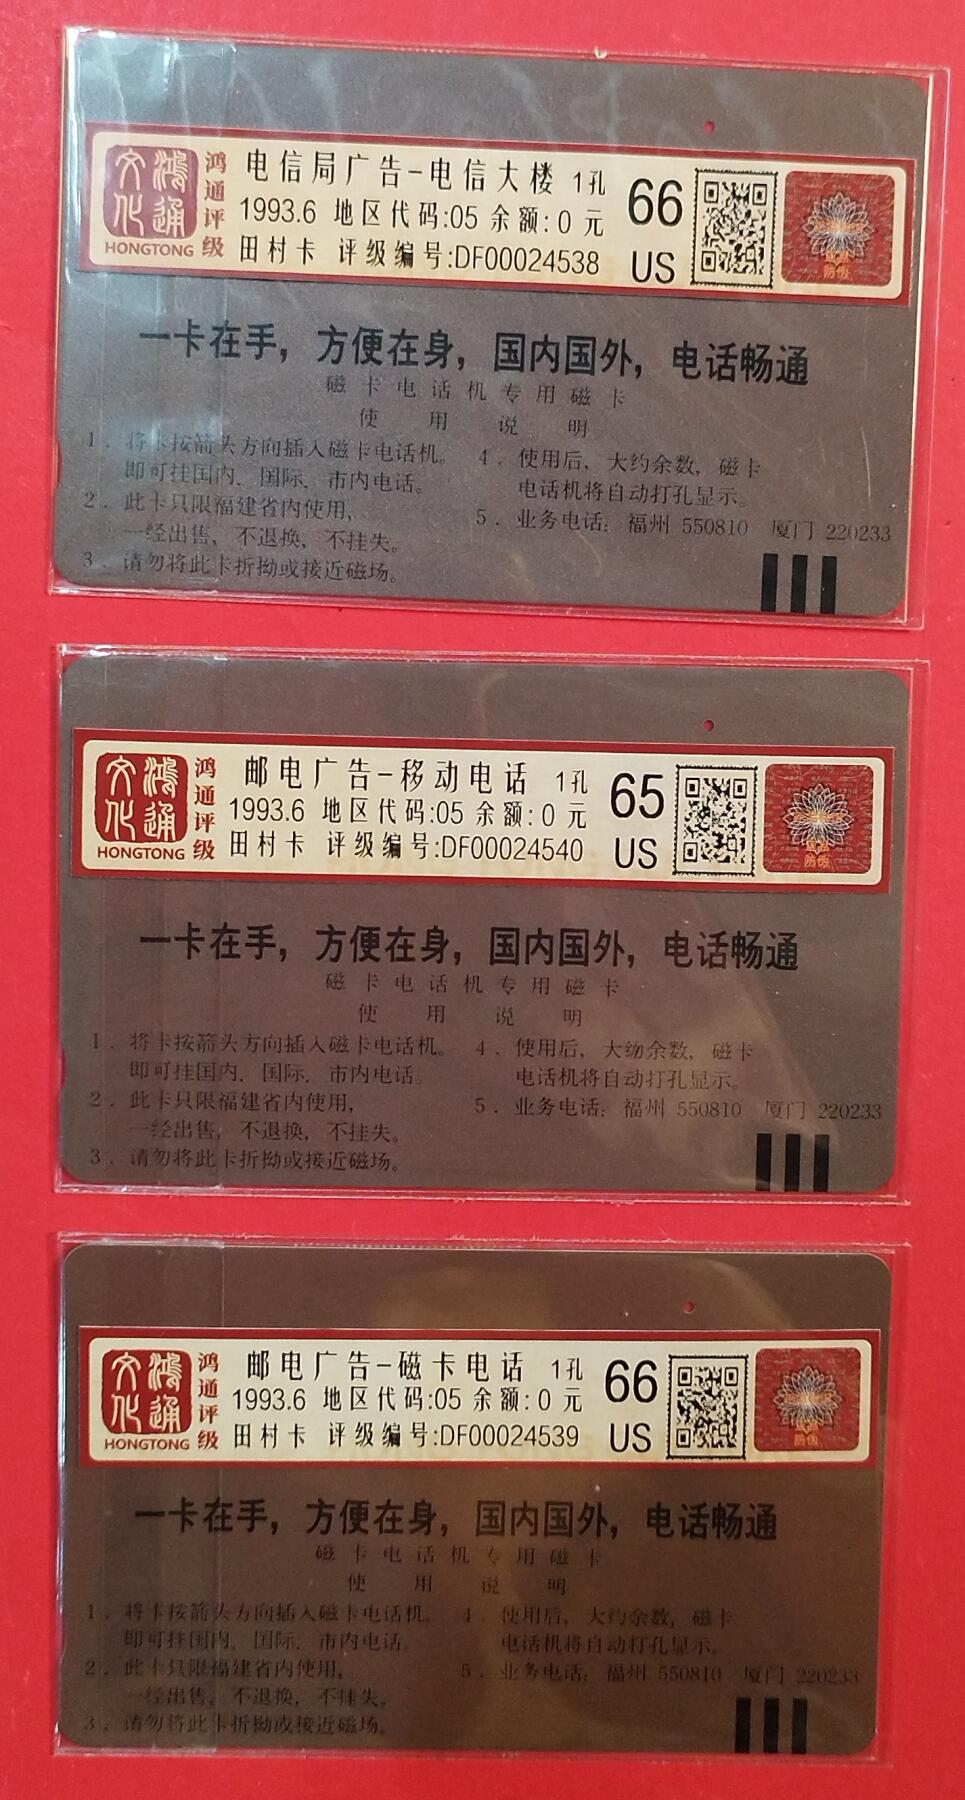 鸿通文化
HONGTONG
鸿通评级
电信局广告-电信大楼 1孔
1993.6 地区代码:05 余额:0 元
田村卡 评级编号:DF00024538
66
US
防伪
一卡在手，方便在身，国内国外，电话畅通
磁卡电话机专用磁卡
使用说明
1．将卡按箭头方向插入磁卡电话机。
即可挂国内．国际．市内电话。
2．此卡只限福建省内使用，
一经出售，不退换，不挂失。
3．请勿将此卡折拗或接近磁场。
4．使用后，大约余数，磁卡
电话机将自动打孔显示。
5．业务电话：福州 550810 厦门 220233
鸿通文化
HONGTONG
鸿通评级
邮电广告-移动电话 1孔
1993.6 地区代码:05 余额:0 元
田村卡 评级编号:DF00024540
65
US
防伪
一卡在手，方便在身，国内国外，电话畅通
磁卡电话机专用磁卡
使用说明
1．将卡按箭头方向插入磁卡电话机。
即可挂国内．国际．市内电话。
2．此卡只限福建省内使用，
一经出售，不退换，不挂失。
3．请勿将此卡折拗或接近磁场。
4．使用后，大约余数，磁卡
电话机将自动打孔显示。
5．业务电话：福州 550810 厦门 220233
鸿通文化
HONGTONG
鸿通评级
邮电广告-磁卡电话 1孔
1993.6 地区代码:05 余额:0 元
田村卡 评级编号:DF00024539
66
US
防伪
一卡在手，方便在身，国内国外，电话畅通
磁卡电话机专用磁卡
使用说明
1．将卡按箭头方向插入磁卡电话机。
即可挂国内．国际．市内电话。
2．此卡只限福建省内使用，
一经出售，不退换，不挂失。
3．请勿将此卡折拗或接近磁场。
4．使用后，大约余数，磁卡
电话机将自动打孔显示。
5．业务电话：福州 550810 厦门 220233